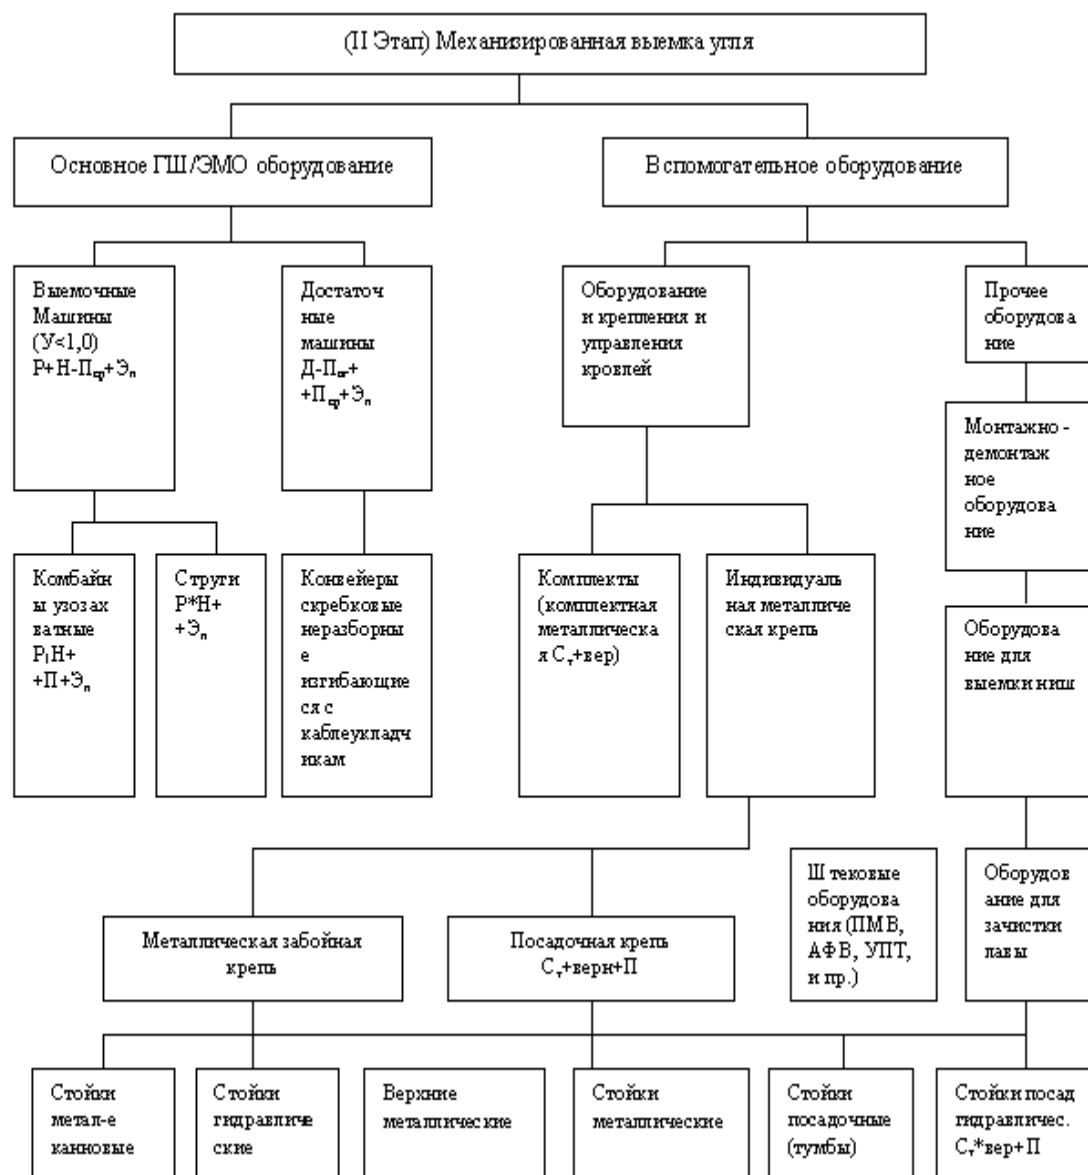 (II Этап) Механизированная выемка угля
Основное ГШ/ЭМО оборудование
Вспомогательное оборудование
Выемочные
Машины
(У<1,0)
Р+Н-Пср+Эп
Достаточ
ные
машины
Д-Пог+
+Пср+Эп
Оборудование
и крепления и
управления
кровлей
Прочее
оборудова
ние
Монтажно-
демонтаж
ное
оборудова
ние
Комбайн
ы узозах
ватные
Р1Н+
+П+Эп
Струги
Р*Н+
+Эп
Конвейеры
скребковые
неразборны
е
изгибающие
ся с
каблеукладч
икам
Комплекты
(комплектная
металлическа
я Ст+вер)
Индивидуаль
ная металличе
ская крепь
Оборудова
ние для
выемки ниш
Металлическая забойная
крепь
Посадочная крепь
Ст+верн+П
Штековые
оборудова
ния (ПМВ,
АФВ, УПТ,
и пр.)
Оборудов
ание для
зачистки
лавы
Стойки
метал-е
канновые
Стойки
гидравличе
ские
Верхние
металлические
Стойки
металлические
Стойки
посадочные
(тумбы)
Стойки посад
гидравличес.
Ст*вер+П